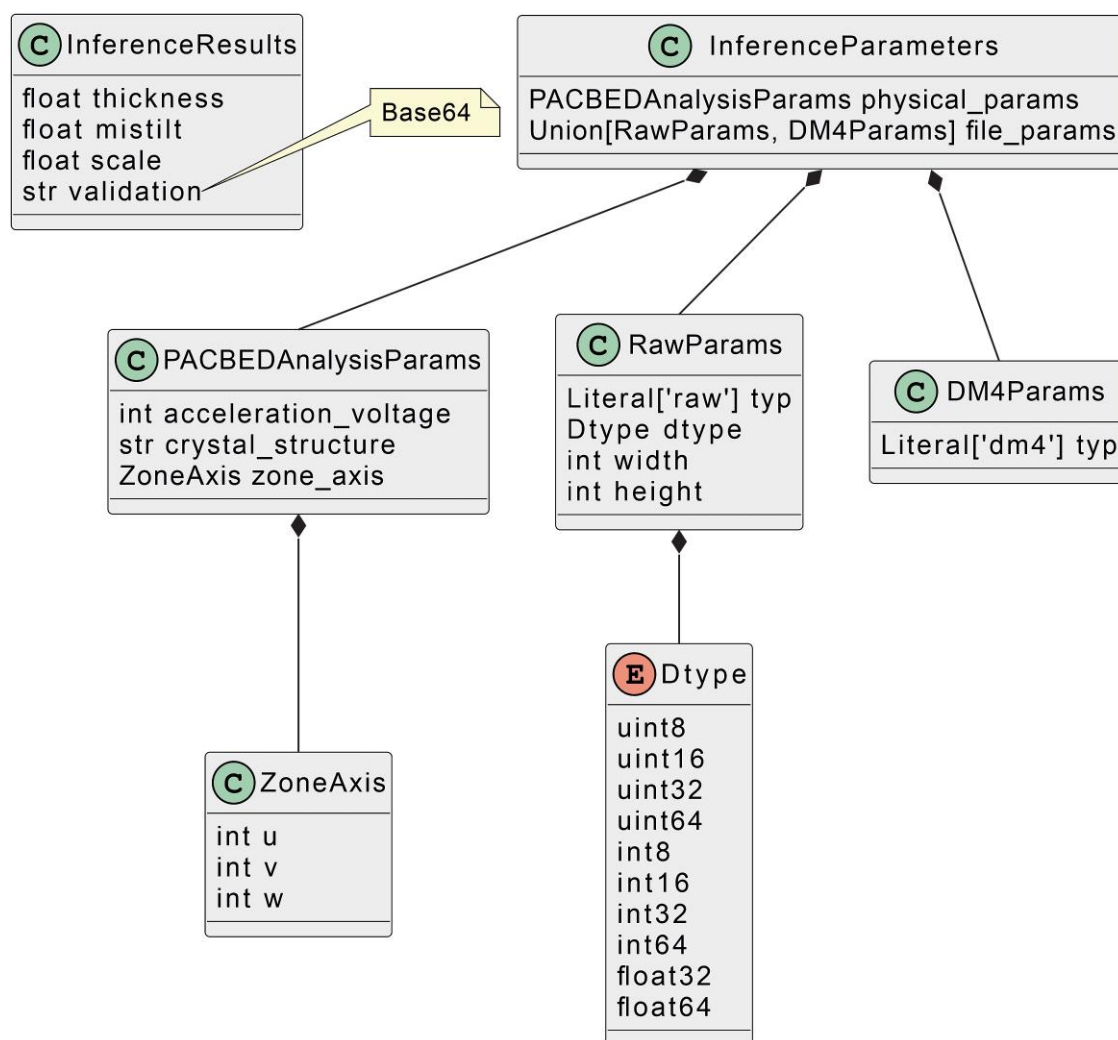 C InferenceResults
float thickness
float mistilt
float scale
str validation
Base64
C InferenceParameters
PACBEDAnalysisParams physical_params
Union[RawParams, DM4Params] file_params
C PACBEDAnalysisParams
int acceleration_voltage
str crystal_structure
ZoneAxis zone_axis
C RawParams
Literal['raw'] typ
Dtype dtype
int width
int height
C DM4Params
Literal['dm4'] typ
C ZoneAxis
int u
int v
int w
E Dtype
uint8
uint16
uint32
uint64
int8
int16
int32
int64
float32
float64